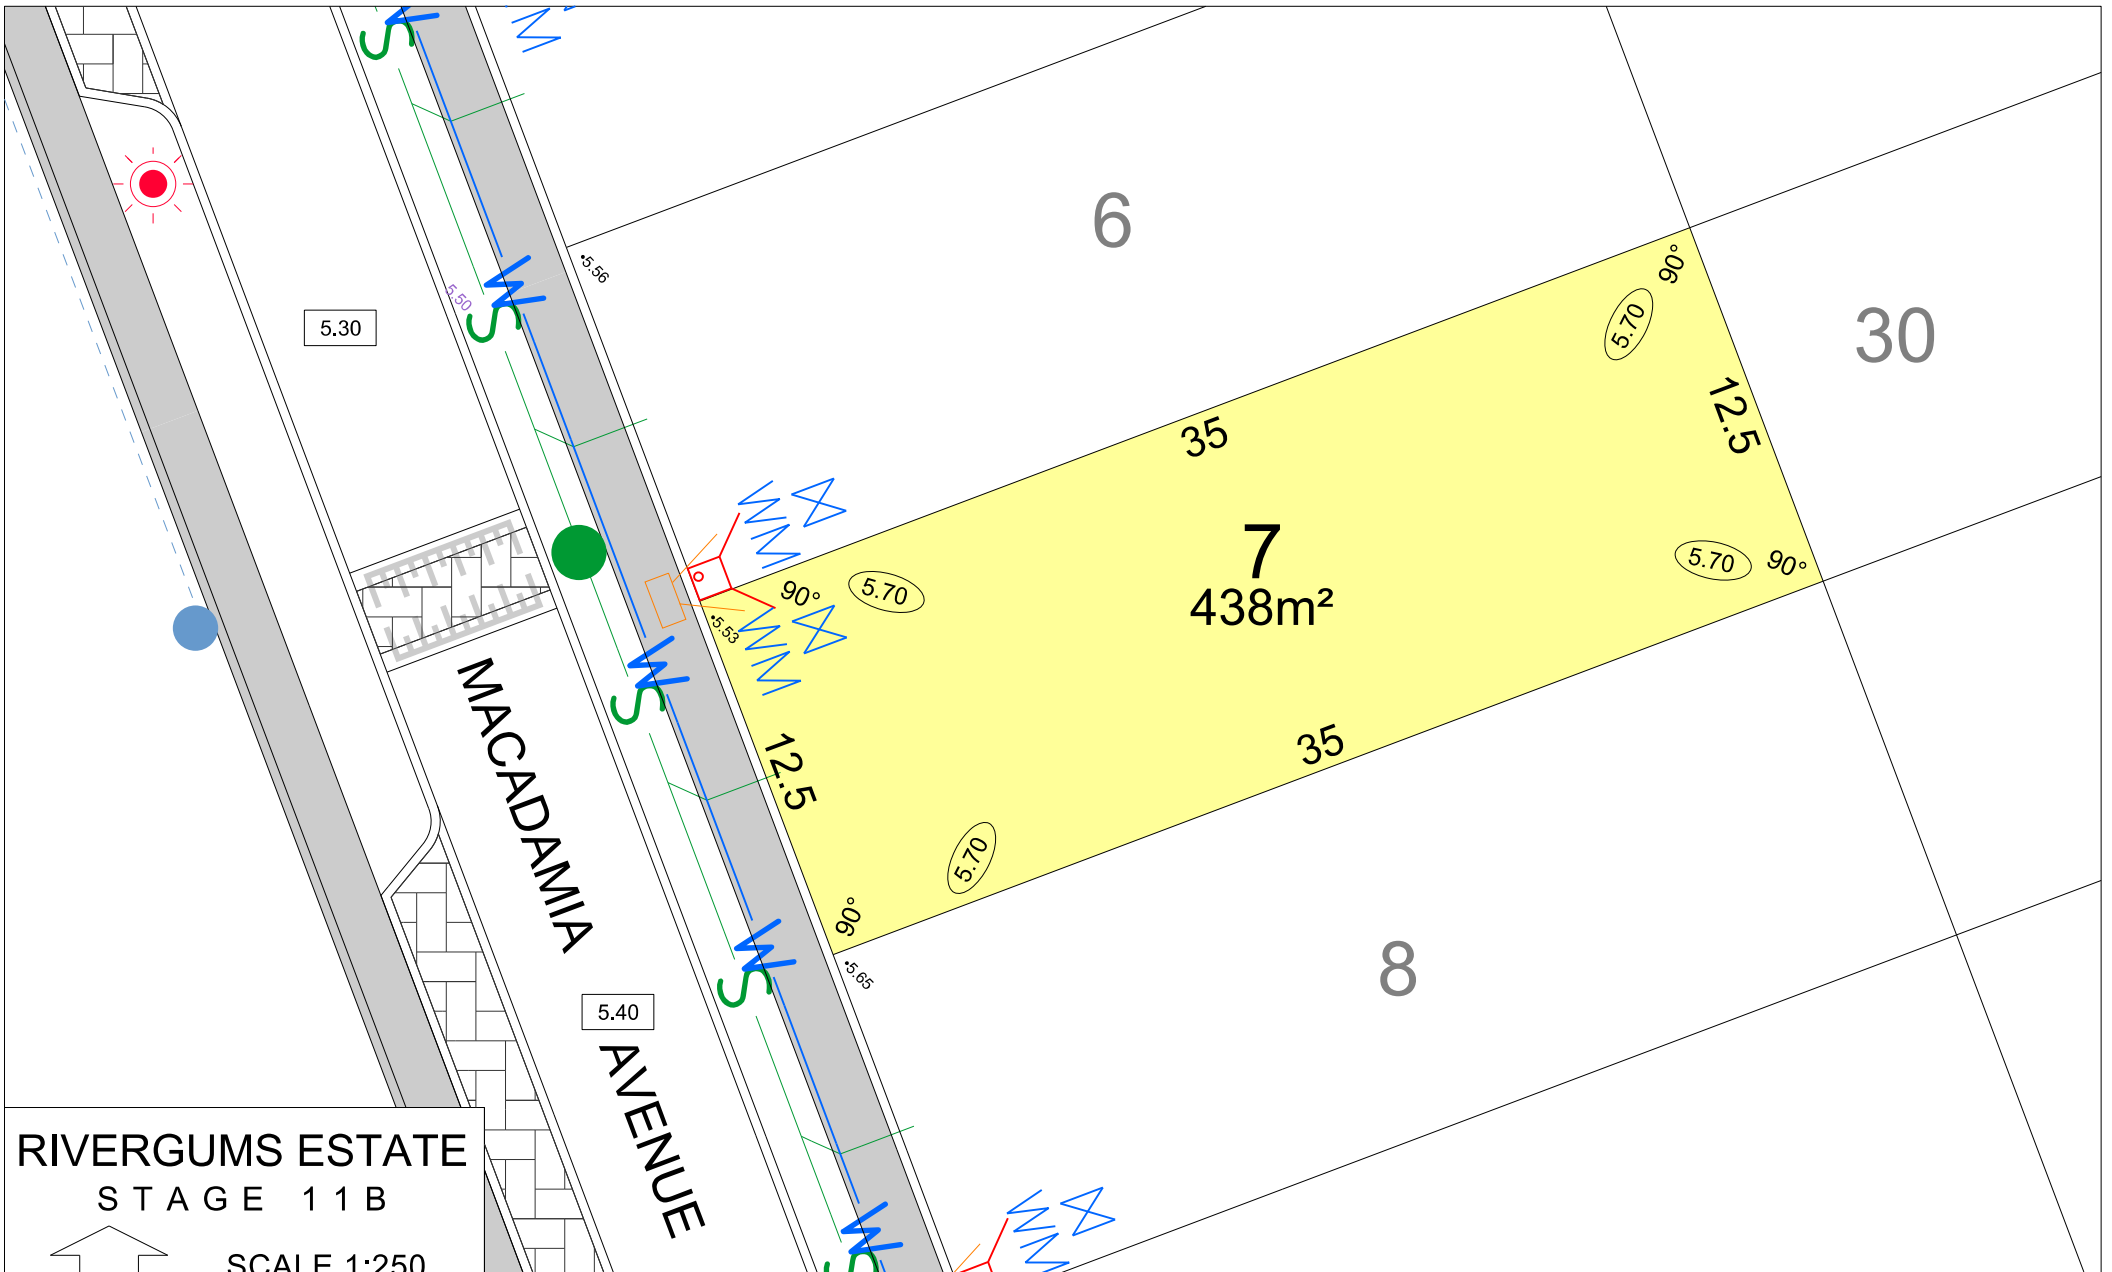 6
•5.56
5.50
5.30
90°
5.70
30
12.5
35
7
438m²
5.70
90°
90°
5.70
•5.53
W
S
W
S
MACADAMIA
12.5
35
5.70
90°
•5.65
8
W
S
5.40
AVENUE
W
S
W
S
RIVERGUMS ESTATE
STAGE 11B
SCALE 1:250